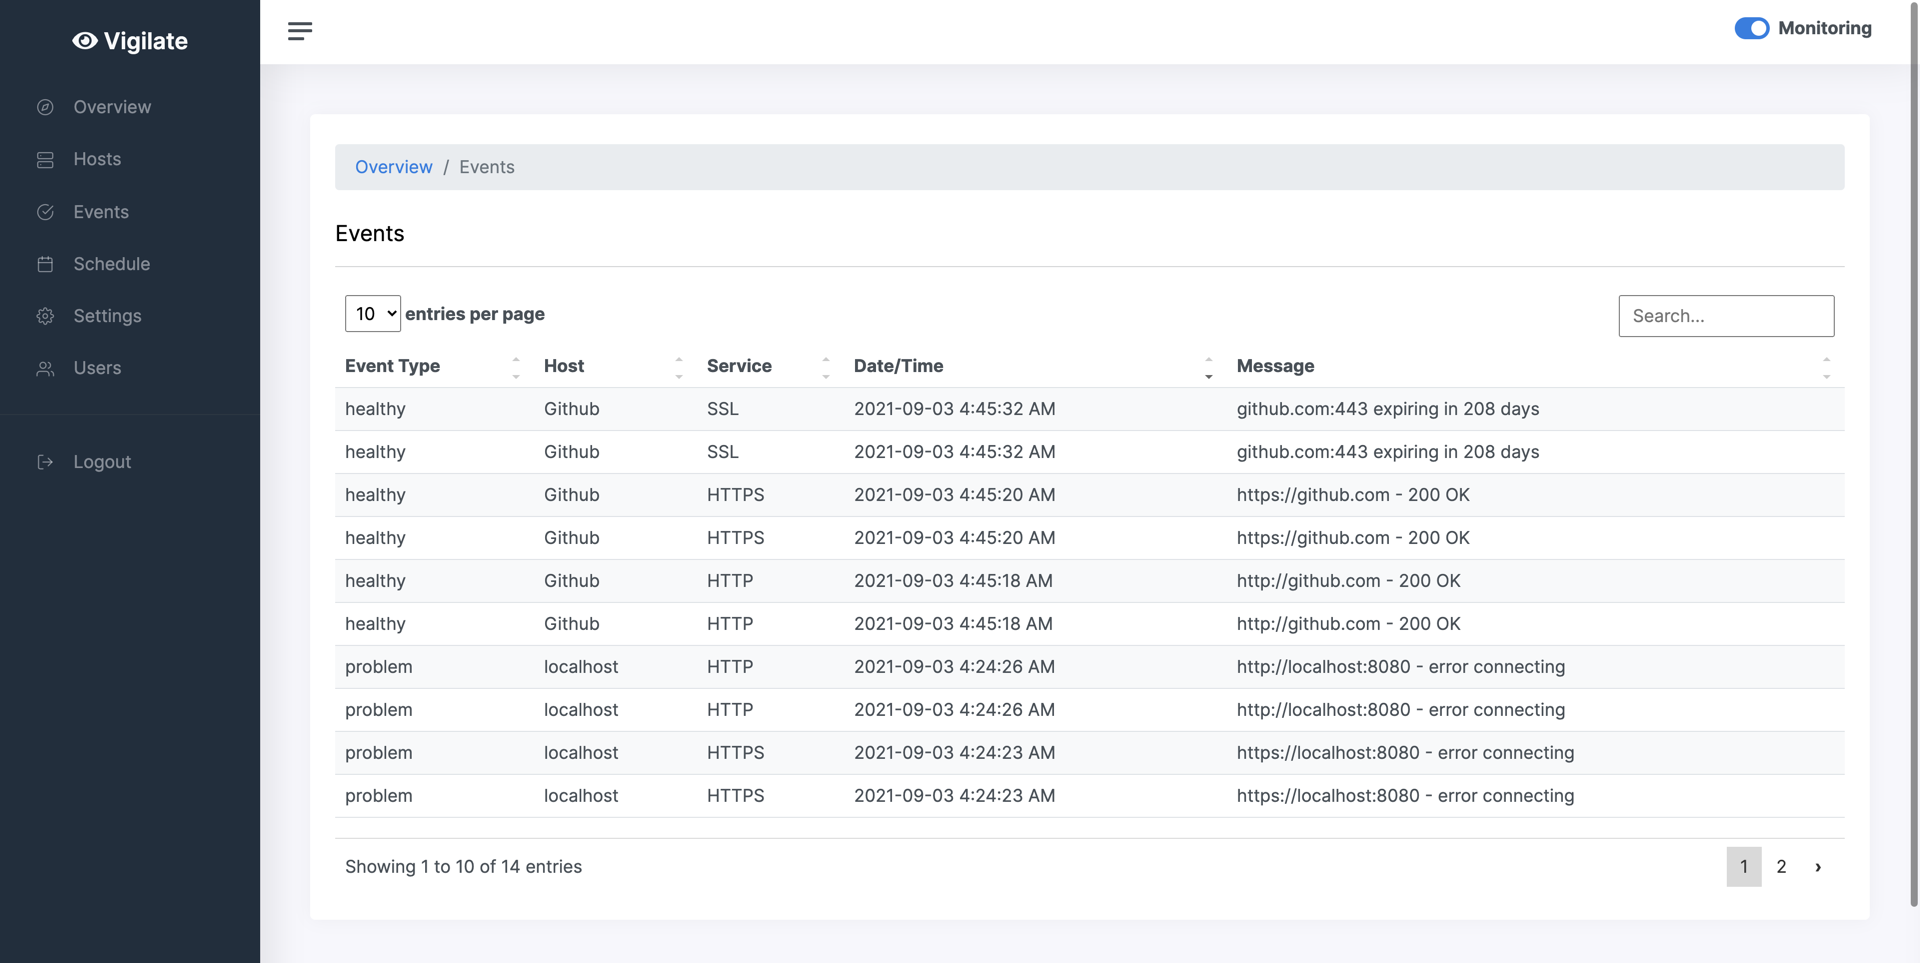 Vigilate
Monitoring
Overview
Hosts
Events
Schedule
Settings
Users
Logout
Overview / Events
Events
10 entries per page
Search...
Event Type Host Service Date/Time Message
healthy Github SSL 2021-09-03 4:45:32 AM github.com:443 expiring in 208 days
healthy Github SSL 2021-09-03 4:45:32 AM github.com:443 expiring in 208 days
healthy Github HTTPS 2021-09-03 4:45:20 AM https://github.com - 200 OK
healthy Github HTTPS 2021-09-03 4:45:20 AM https://github.com - 200 OK
healthy Github HTTP 2021-09-03 4:45:18 AM http://github.com - 200 OK
healthy Github HTTP 2021-09-03 4:45:18 AM http://github.com - 200 OK
problem localhost HTTP 2021-09-03 4:24:26 AM http://localhost:8080 - error connecting
problem localhost HTTP 2021-09-03 4:24:26 AM http://localhost:8080 - error connecting
problem localhost HTTPS 2021-09-03 4:24:23 AM https://localhost:8080 - error connecting
problem localhost HTTPS 2021-09-03 4:24:23 AM https://localhost:8080 - error connecting
Showing 1 to 10 of 14 entries
1 2 ›